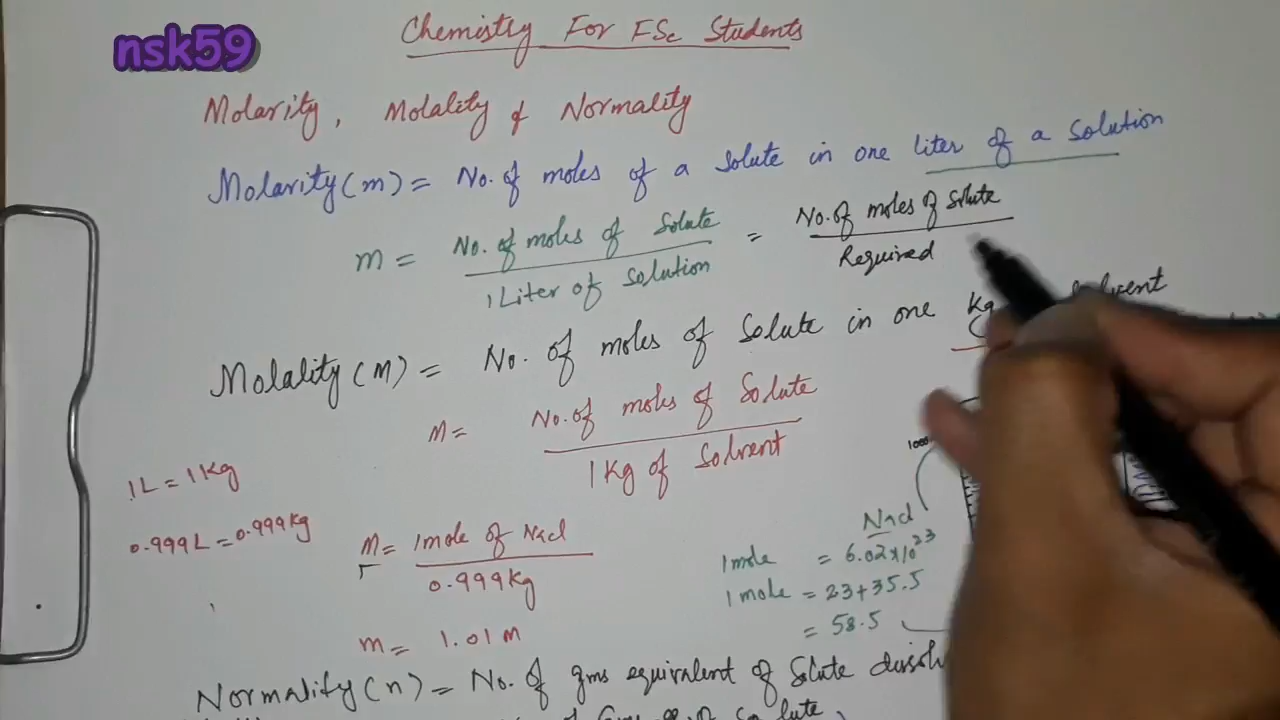 nsk59
Chemistry For FSc Students
Molarity, Molality & Normality
Molarity (m) = No. of moles of a Solute in one liter of a Solution
m = No. of moles of Solute / 1 Liter of Solution = No. of moles of Solute / Required
Molality (m) = No. of moles of Solute in one Kg Solvent
M = No. of moles of Solute / 1 Kg of Solvent
1L = 1Kg
0.999L = 0.999Kg
M = 1 mole of Nacl / 0.999Kg
m = 1.01 M
1000
Nacl
1 mole = 6.02x10^23
1 mole = 23+35.5
= 58.5
Normality (n) = No. of gms equivalent of Solute